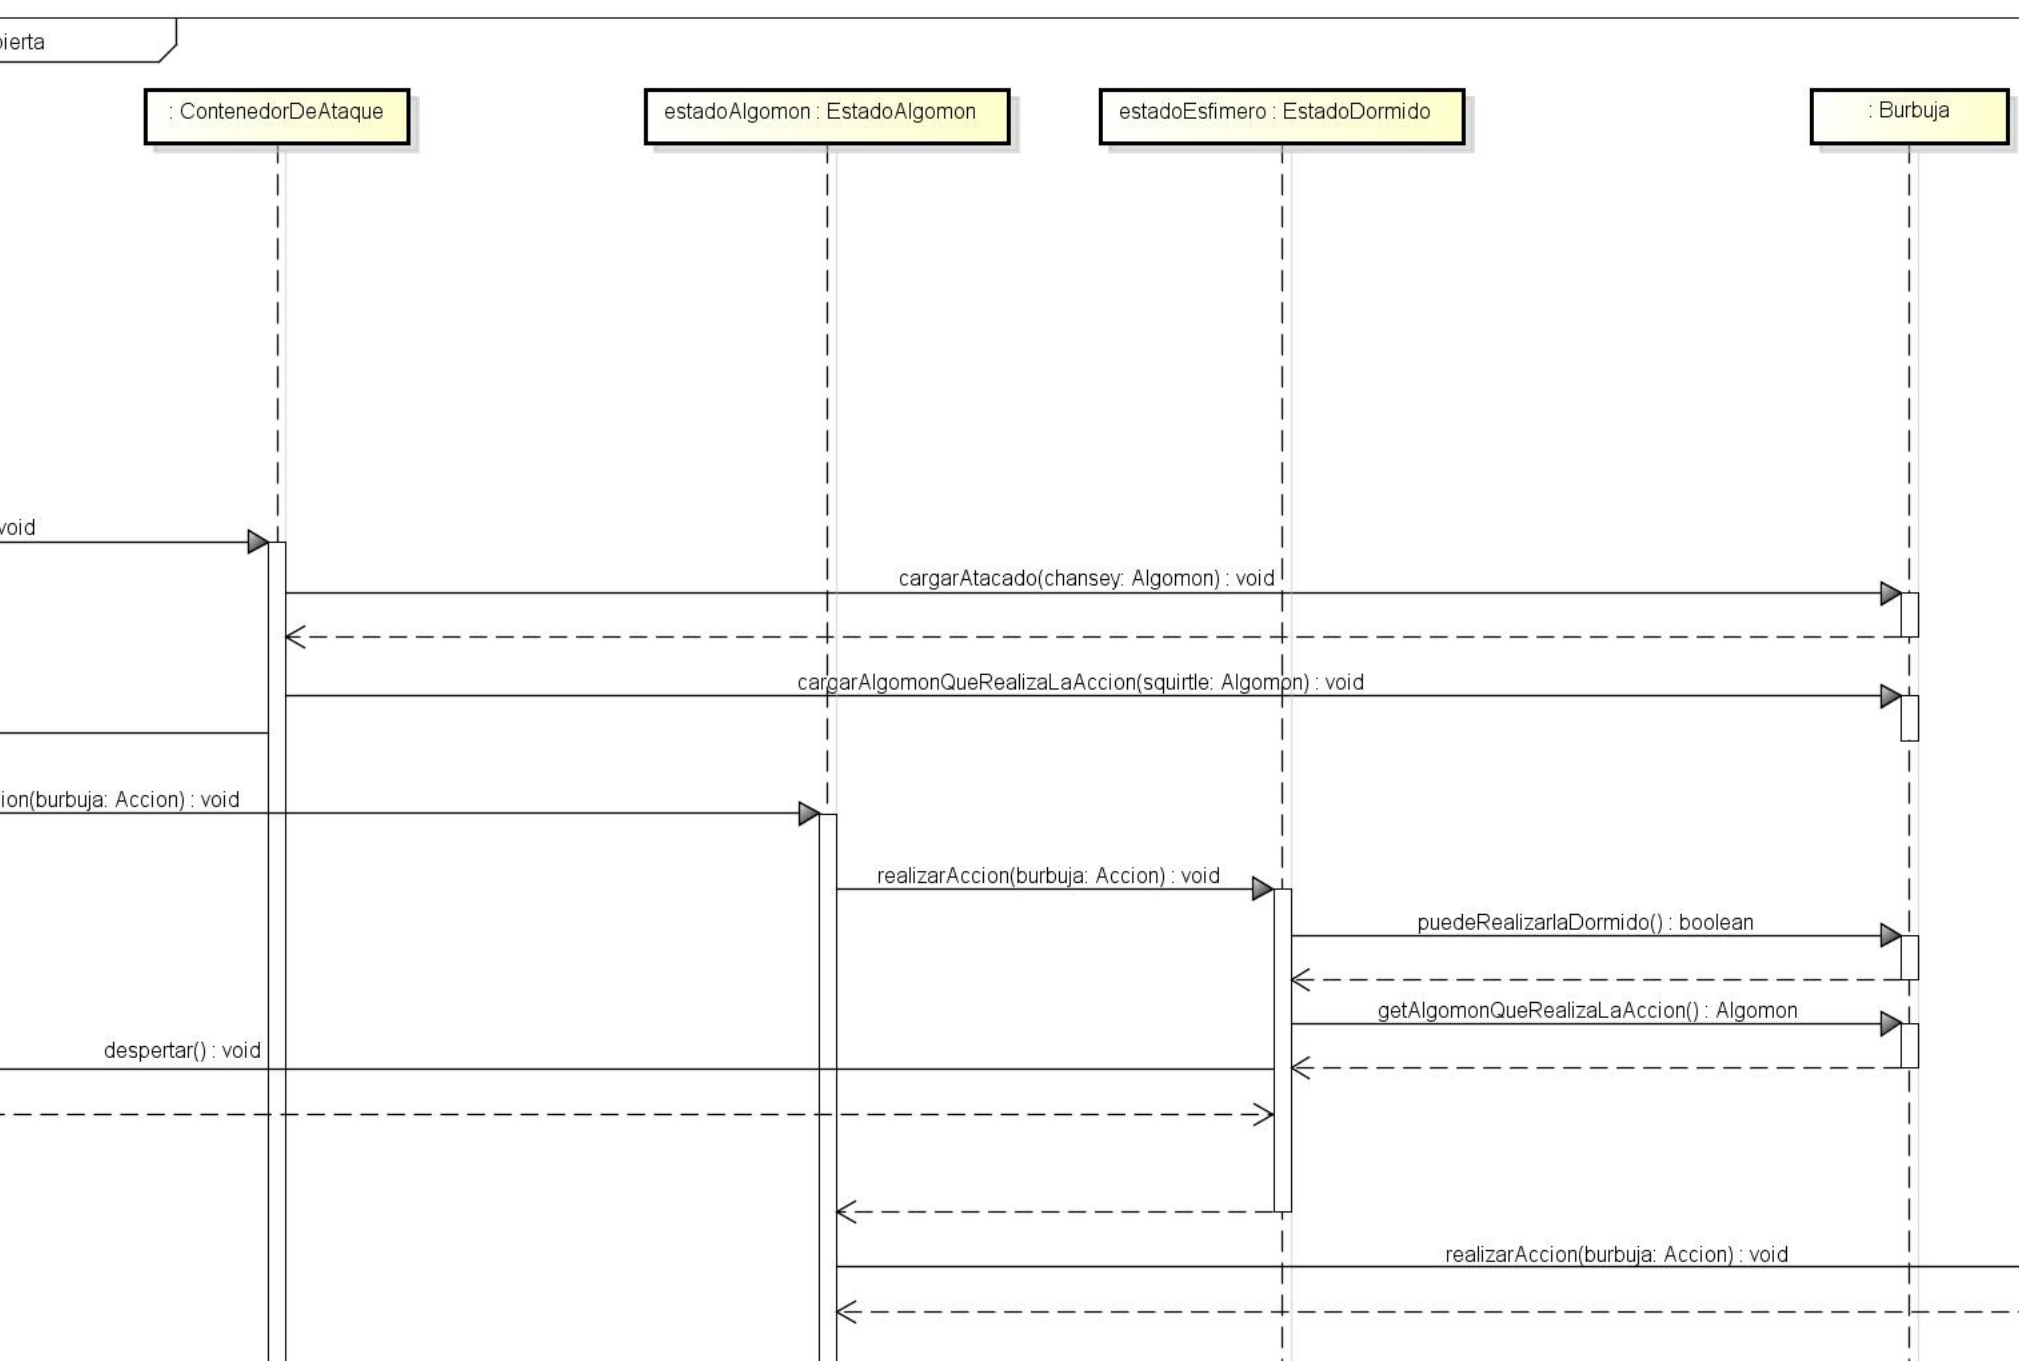 ierta
: ContenedorDeAtaque
estadoAlgomon : EstadoAlgomon
estadoEsfimero : EstadoDormido
: Burbuja
void
cargarAtacado(chansey: Algomon) : void
cargarAlgomonQueRealizaLaAccion(squirtle: Algomon) : void
ion(burbuja: Accion) : void
realizarAccion(burbuja: Accion) : void
puedeRealizarlaDormido() : boolean
getAlgomonQueRealizaLaAccion() : Algomon
despertar() : void
realizarAccion(burbuja: Accion) : void